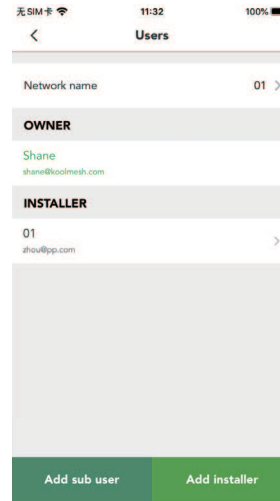 无SIM卡 11:32 100%
Users
Network name 01
OWNER
Shane
shane@koolmesh.com
INSTALLER
01
zhou@pp.com
Add sub user Add installer